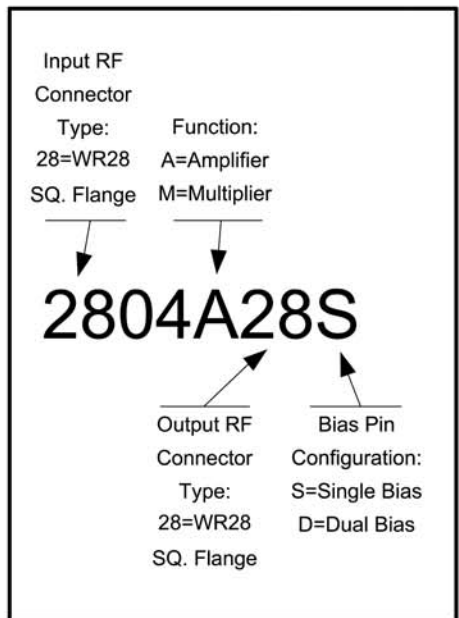 Input RF
Connector
Type:
28=WR28
SQ. Flange
Function:
A=Amplifier
M=Multiplier
2804A28S
Output RF
Connector
Type:
28=WR28
SQ. Flange
Bias Pin
Configuration:
S=Single Bias
D=Dual Bias